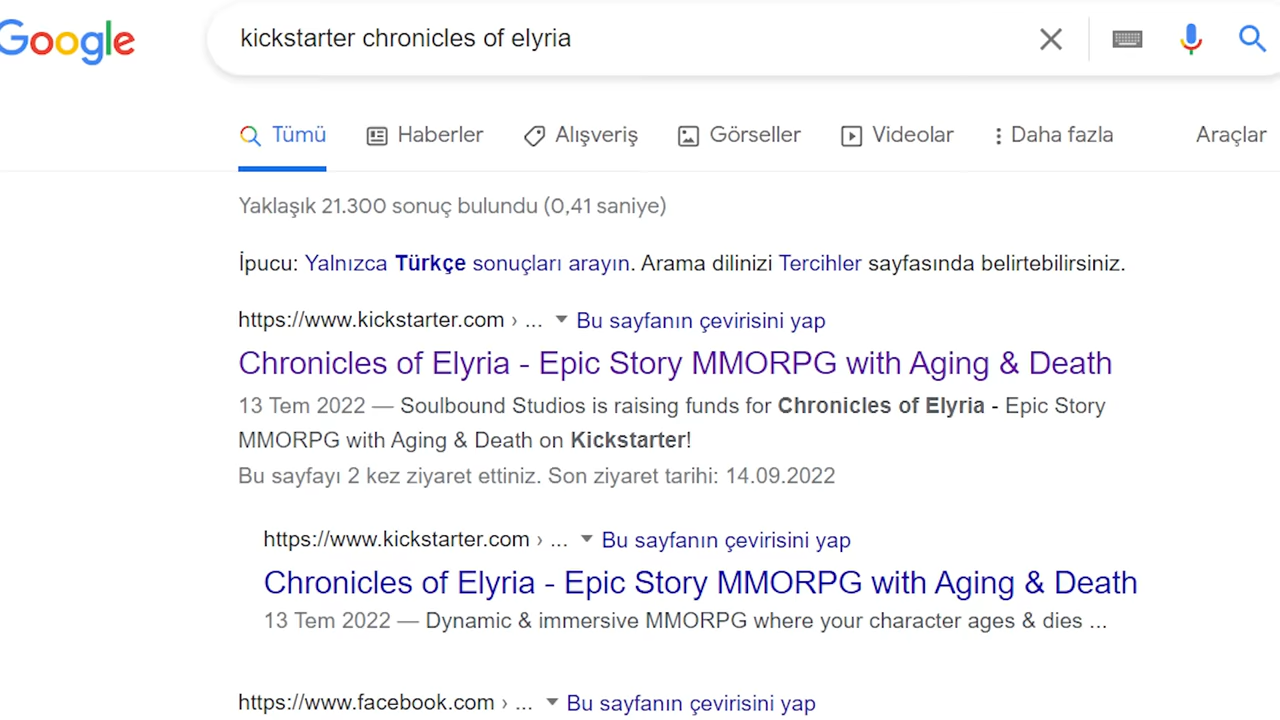 Google
kickstarter chronicles of elyria
Tümü Haberler Alışveriş Görseller Videolar Daha fazla Araçlar
Yaklaşık 21.300 sonuç bulundu (0,41 saniye)
İpucu: Yalnızca Türkçe sonuçları arayın. Arama dilinizi Tercihler sayfasında belirtebilirsiniz.
https://www.kickstarter.com › ... Bu sayfanın çevirisini yap
Chronicles of Elyria - Epic Story MMORPG with Aging & Death
13 Tem 2022 — Soulbound Studios is raising funds for Chronicles of Elyria - Epic Story
MMORPG with Aging & Death on Kickstarter!
Bu sayfayı 2 kez ziyaret ettiniz. Son ziyaret tarihi: 14.09.2022
https://www.kickstarter.com › ... Bu sayfanın çevirisini yap
Chronicles of Elyria - Epic Story MMORPG with Aging & Death
13 Tem 2022 — Dynamic & immersive MMORPG where your character ages & dies ...
https://www.facebook.com › ... Bu sayfanın çevirisini yap